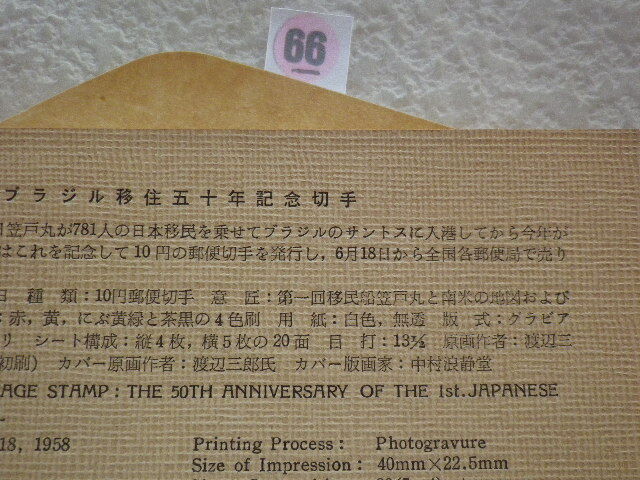 66
ブラジル移住五十年記念切手
笠戸丸が781人の日本移民を乗せてブラジルのサントスに入港してから今年が
はこれを記念して10円の郵便切手を発行し，6月18日から全国各郵便局で売り
種類：10円郵便切手 意匠：第一回移民船笠戸丸と南米の地図および
：赤，黄，にぶ黄緑と茶黒の4色刷 用紙：白色，無透 版式：グラビア
リ シート構成：縦4枚，横5枚の20面 目打：13½ 原画作者：渡辺三
初刷) カバー原画作者：渡辺三郎氏 カバー版画家：中村浪静堂
AGE STAMP : THE 50TH ANNIVERSARY OF THE 1st. JAPANESE
18, 1958 Printing Process : Photogravure
Size of Impression : 40mm×22.5mm